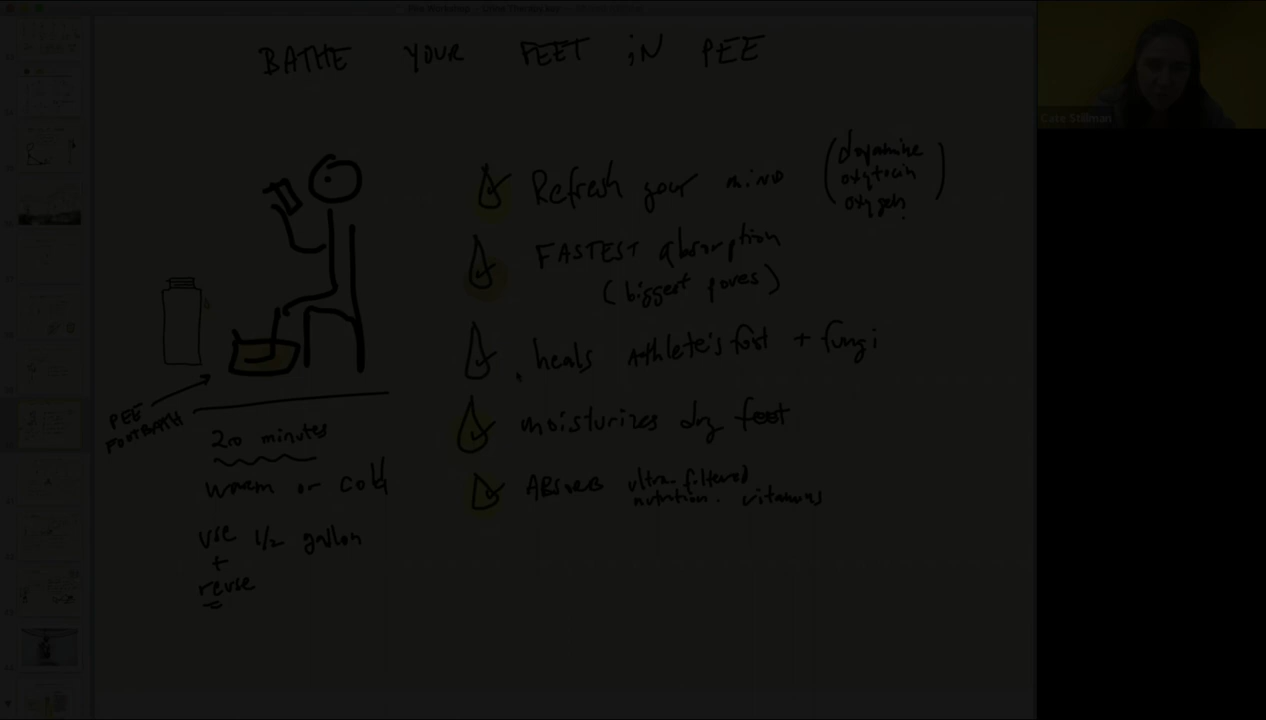 BATHE YOUR FEET iN PEE
Refresh your mind (dopamine
oxytocin
oxygen)
FASTEST absorption
(biggest pores)
heals Athlete's foot + fungi
moisturizes dry feet
ABsorb ultra-filtered
nutrition. vitamins
PEE
FOOTBATH
20 minutes
warm or cold
use 1/2 gallon
+
reuse
Cate Stillman